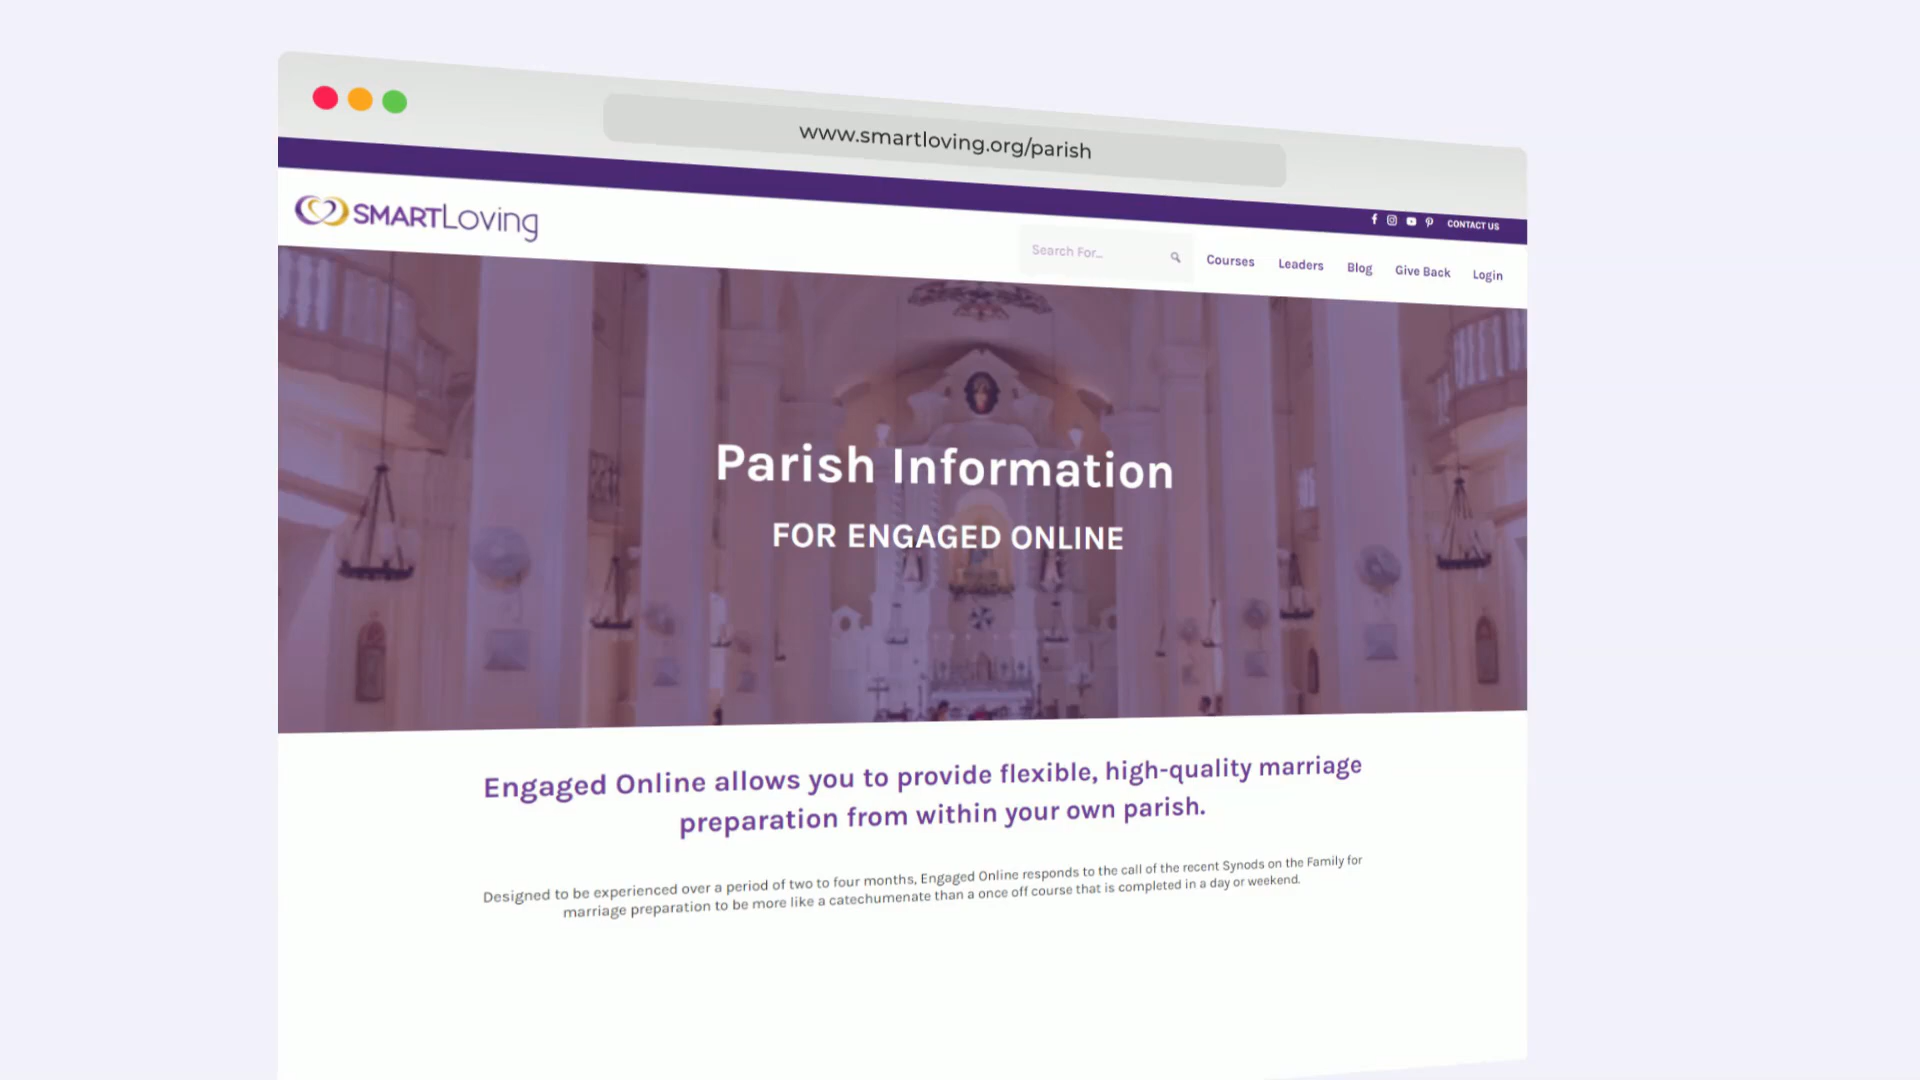 www.smartloving.org/parish
CONTACT US
SMARTLoving
Search For...
Courses
Leaders
Blog
Give Back
Login
Parish Information
FOR ENGAGED ONLINE
Engaged Online allows you to provide flexible, high-quality marriage
preparation from within your own parish.
Designed to be experienced over a period of two to four months, Engaged Online responds to the call of the recent Synods on the Family for
marriage preparation to be more like a catechumenate than a once off course that is completed in a day or weekend.